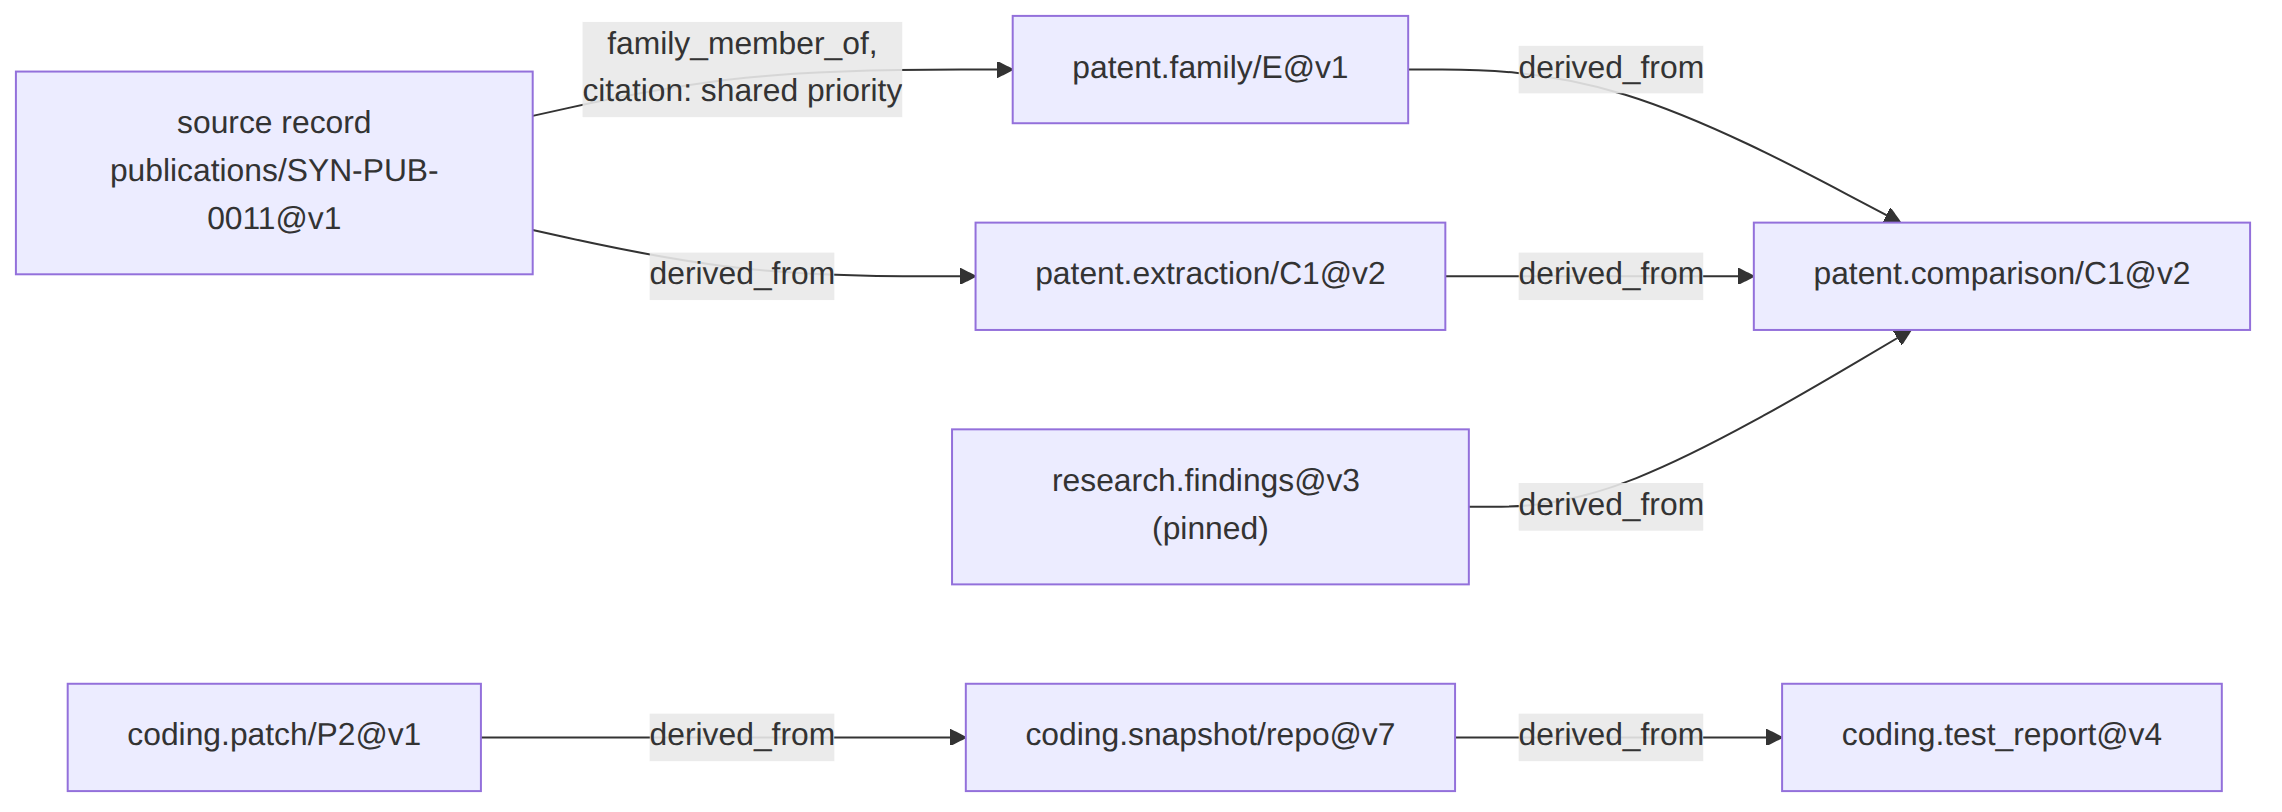 family_member_of,
citation: shared priority
patent.family/E@v1
derived_from
source record
publications/SYN-PUB-
0011@v1
derived_from
patent.extraction/C1@v2
derived_from
patent.comparison/C1@v2
research.findings@v3
(pinned)
derived_from
coding.patch/P2@v1
derived_from
coding.snapshot/repo@v7
derived_from
coding.test_report@v4